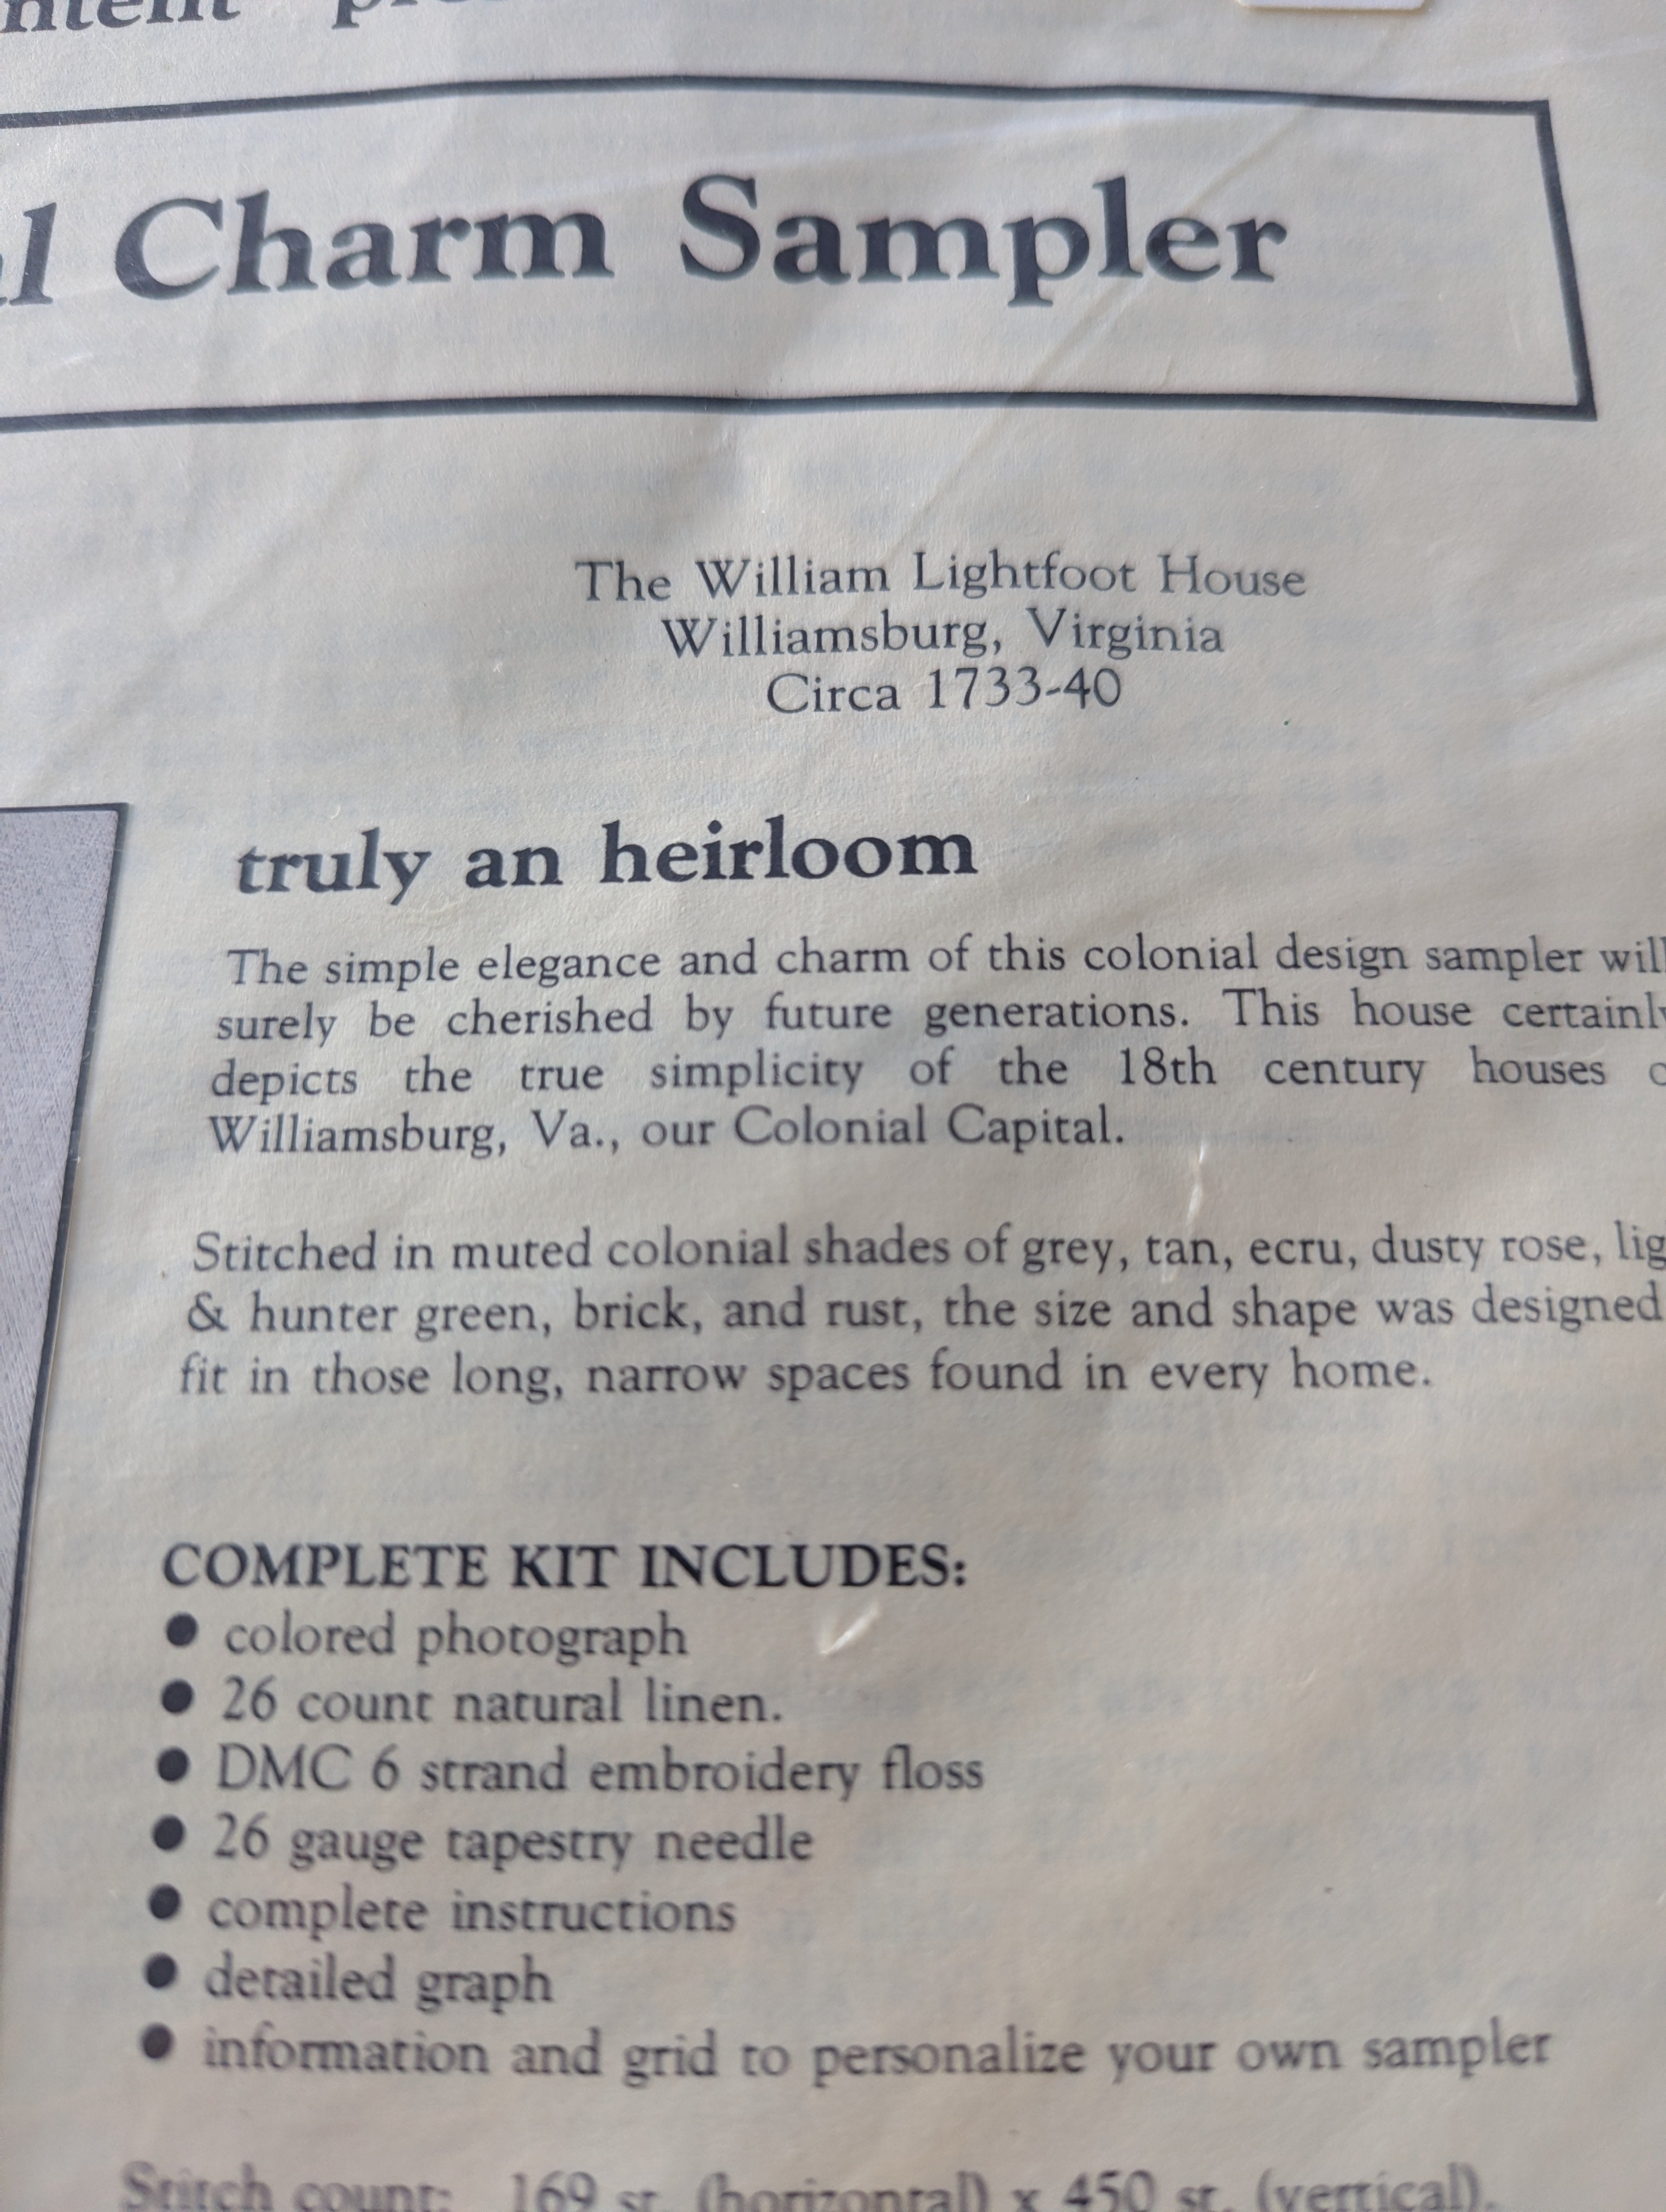 Charm Sampler
The William Lightfoot House
Williamsburg, Virginia
Circa 1733-40
truly an heirloom
The simple elegance and charm of this colonial design sampler will
surely be cherished by future generations. This house certainly
depicts the true simplicity of the 18th century houses
Williamsburg, Va., our Colonial Capital.
Stitched in muted colonial shades of grey, tan, ecru, dusty rose,
& hunter green, brick, and rust, the size and shape was designed
fit in those long, narrow spaces found in every home.
COMPLETE KIT INCLUDES:
● colored photograph
● 26 count natural linen.
● DMC 6 strand embroidery floss
● 26 gauge tapestry needle
● complete instructions
● detailed graph
● information and grid to personalize your own sampler
Stitch count: 169 st. (horizontal) x 450 st. (vertical).